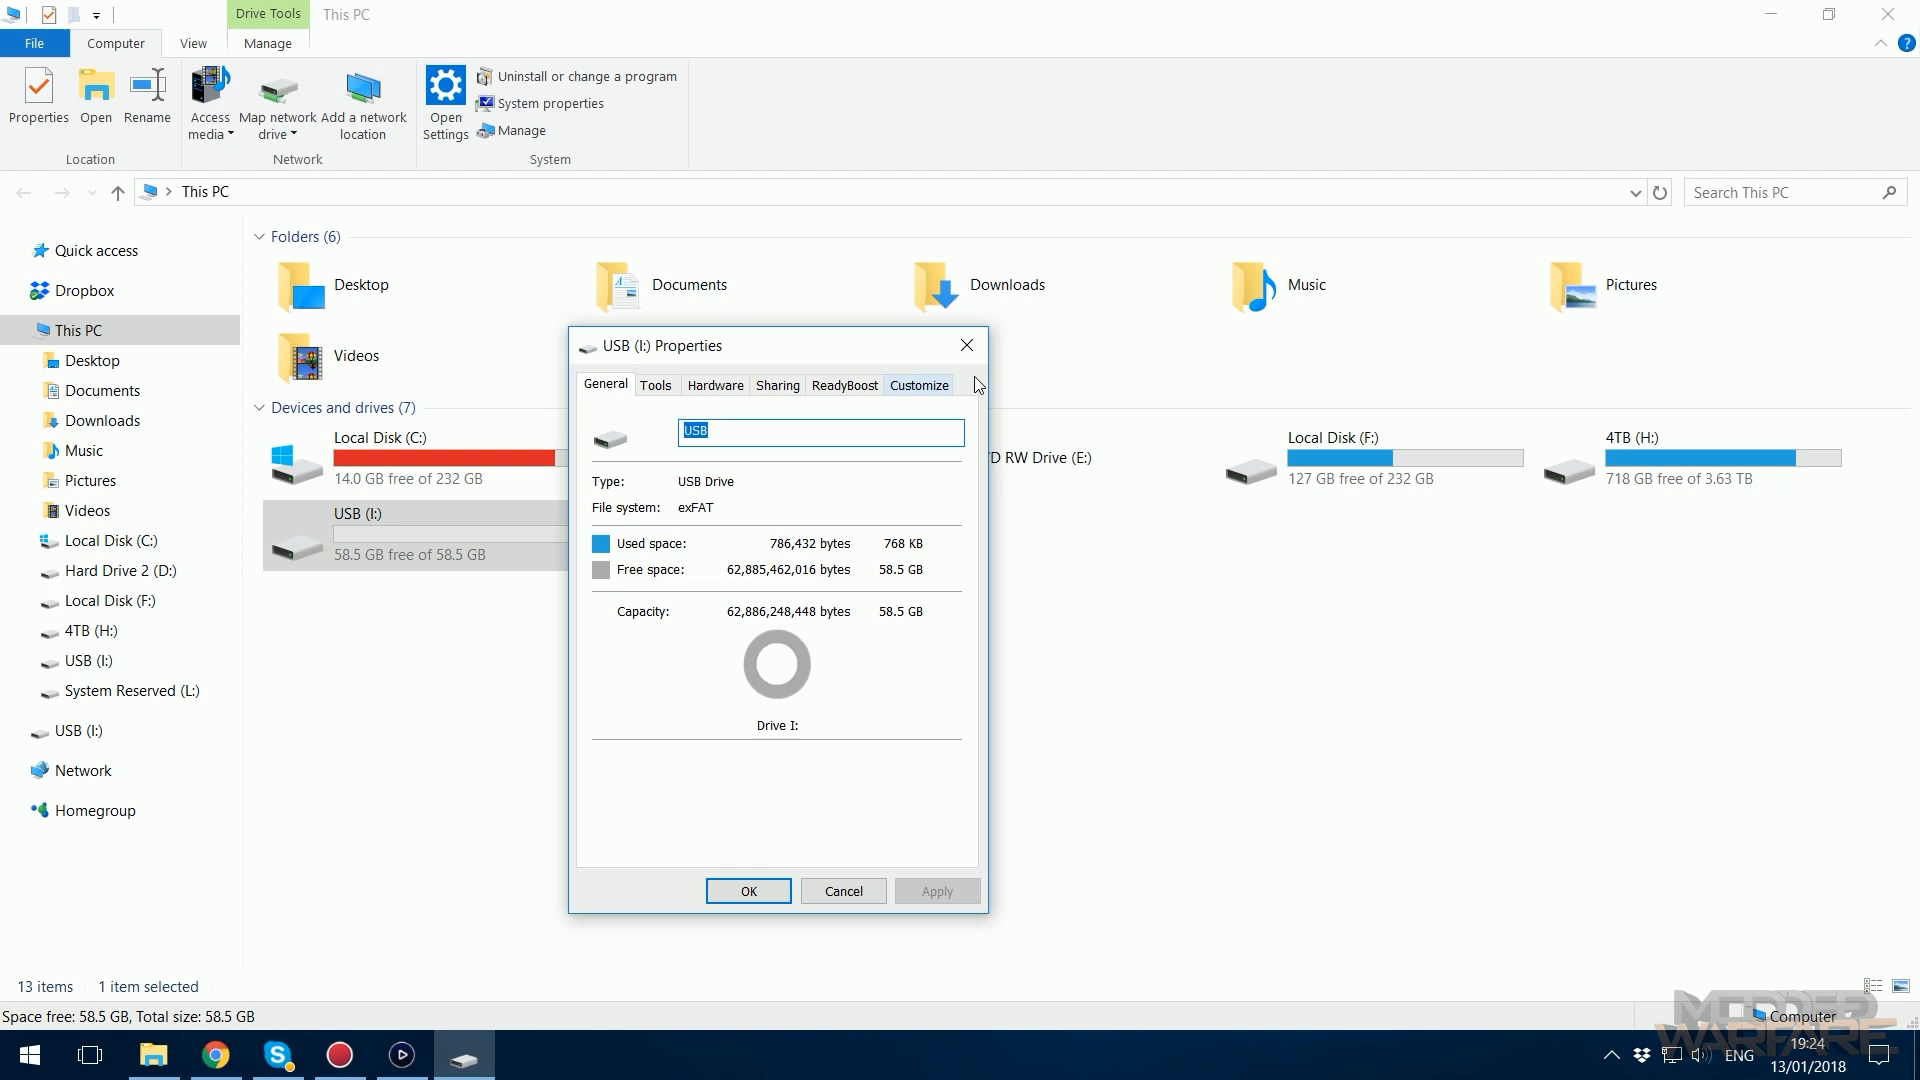 Drive Tools
This PC
File
Computer
View
Manage
Properties
Open
Rename
Access media
Map network drive
Add a network location
Open Settings
Uninstall or change a program
System properties
Manage
Location
Network
System
This PC
Search This PC
Quick access
Dropbox
This PC
Desktop
Documents
Downloads
Music
Pictures
Videos
Local Disk (C:)
Hard Drive 2 (D:)
Local Disk (F:)
4TB (H:)
USB (I:)
System Reserved (L:)
USB (I:)
Network
Homegroup
Folders (6)
Desktop
Documents
Downloads
Music
Pictures
Videos
Devices and drives (7)
Local Disk (C:)
14.0 GB free of 232 GB
RW Drive (E:)
Local Disk (F:)
127 GB free of 232 GB
4TB (H:)
718 GB free of 3.63 TB
USB (I:)
58.5 GB free of 58.5 GB
USB (I:) Properties
General
Tools
Hardware
Sharing
ReadyBoost
Customize
USB
Type: USB Drive
File system: exFAT
Used space: 786,432 bytes 768 KB
Free space: 62,885,462,016 bytes 58.5 GB
Capacity: 62,886,248,448 bytes 58.5 GB
Drive I:
OK
Cancel
Apply
13 items
1 item selected
Space free: 58.5 GB, Total size: 58.5 GB
Computer
MODDED
WARFARE
ENG
19:24
13/01/2018